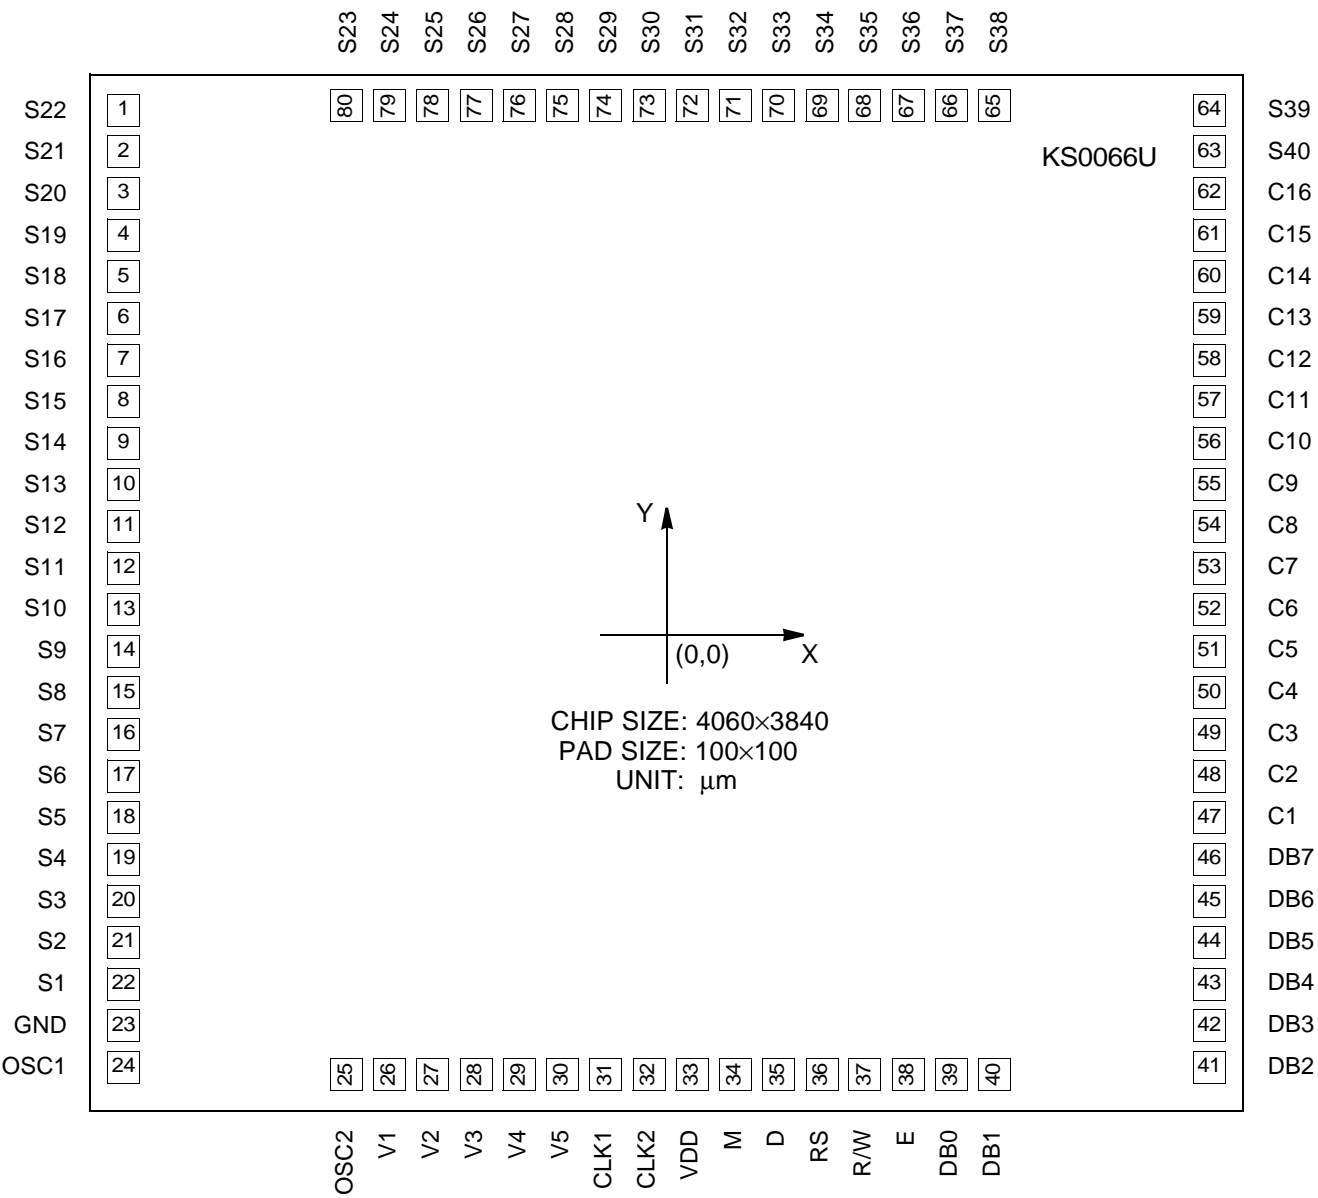 S23 S24 S25 S26 S27 S28 S29 S30 S31 S32 S33 S34 S35 S36 S37 S38
80 79 78 77 76 75 74 73 72 71 70 69 68 67 66 65
S22 1 64 S39
S21 2 KS0066U 63 S40
S20 3 62 C16
S19 4 61 C15
S18 5 60 C14
S17 6 59 C13
S16 7 58 C12
S15 8 57 C11
S14 9 56 C10
S13 10 55 C9
S12 11 Y 54 C8
S11 12 53 C7
S10 13 52 C6
S9 14 (0,0) X 51 C5
S8 15 50 C4
S7 16 CHIP SIZE: 4060×3840 49 C3
PAD SIZE: 100×100
S6 17 UNIT: μm 48 C2
S5 18 47 C1
S4 19 46 DB7
S3 20 45 DB6
S2 21 44 DB5
S1 22 43 DB4
GND 23 42 DB3
OSC1 24 41 DB2
25 26 27 28 29 30 31 32 33 34 35 36 37 38 39 40
OSC2 V1 V2 V3 V4 V5 CLK1 CLK2 VDD M D RS R/W E DB0 DB1